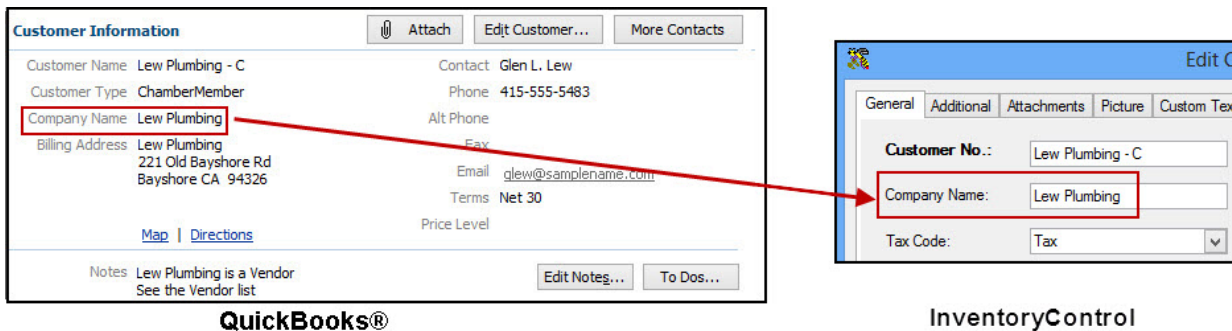 Customer Information
Attach
Edit Customer...
More Contacts
Customer Name Lew Plumbing - C
Customer Type ChamberMember
Company Name Lew Plumbing
Billing Address Lew Plumbing
221 Old Bayshore Rd
Bayshore CA 94326
Map | Directions
Contact Glen L. Lew
Phone 415-555-5483
Alt Phone
Fax
Email glew@samplename.com
Terms Net 30
Price Level
Notes Lew Plumbing is a Vendor
See the Vendor list
Edit Notes...
To Dos...
QuickBooks®
Edit C
General
Additional
Attachments
Picture
Custom Tex
Customer No.: Lew Plumbing - C
Company Name: Lew Plumbing
Tax Code: Tax
InventoryControl